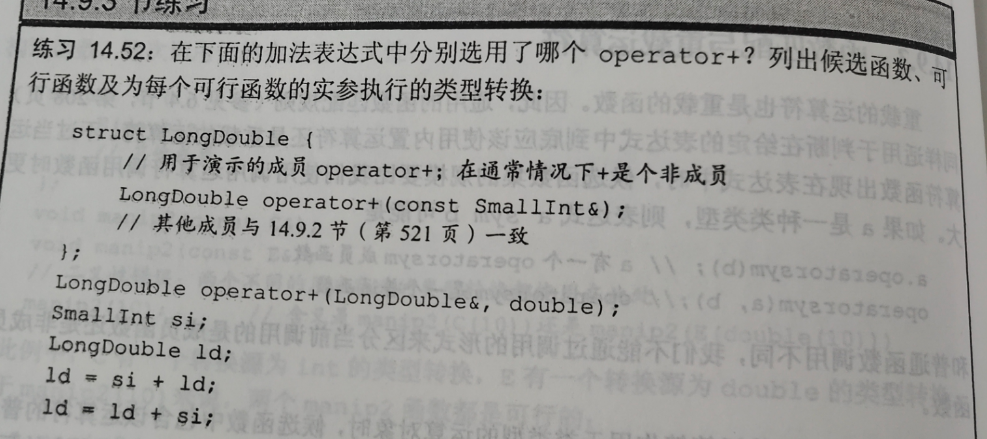 14.9.3 节练习
练习 14.52：在下面的加法表达式中分别选用了哪个 operator+？列出候选函数、可
行函数及为每个可行函数的实参执行的类型转换：
struct LongDouble {
// 用于演示的成员 operator+；在通常情况下+是个非成员
LongDouble operator+(const SmallInt&);
// 其他成员与 14.9.2 节（第 521 页）一致
};
LongDouble operator+(LongDouble&, double);
SmallInt si;
LongDouble ld;
ld = si + ld;
ld = ld + si;